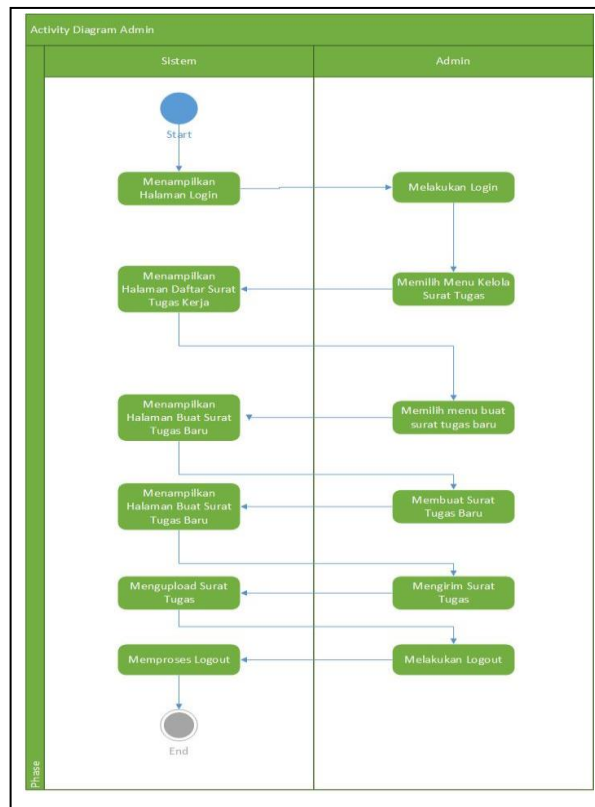 Activity Diagram Admin
Sistem
Admin
Start
Menampilkan
Halaman Login
Melakukan Login
Menampilkan
Halaman Daftar Surat
Tugas Kerja
Memilih Menu Kelola
Surat Tugas
Menampilkan
Halaman Buat Surat
Tugas Baru
Memilih menu buat
surat tugas baru
Menampilkan
Halaman Buat Surat
Tugas Baru
Membuat Surat
Tugas Baru
Mengupload Surat
Tugas
Mengirim Surat
Tugas
Memproses Logout
Melakukan Logout
End
Phase